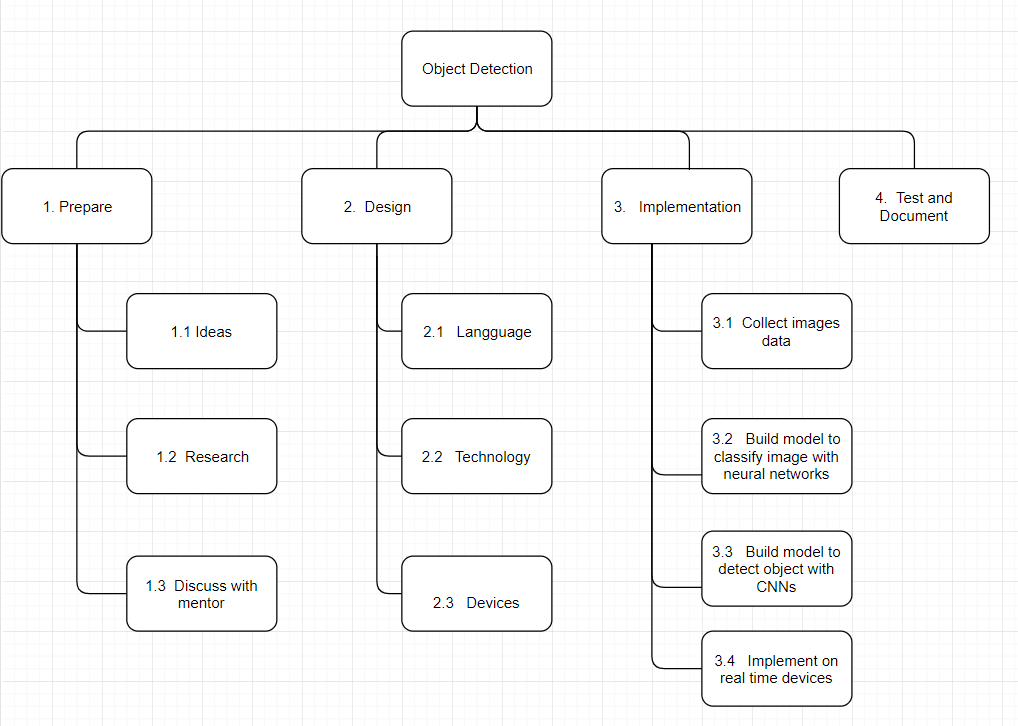 Object Detection
1. Prepare
2. Design
3. Implementation
4. Test and
Document
1.1 Ideas
2.1 Langguage
3.1 Collect images
data
1.2 Research
2.2 Technology
3.2 Build model to
classify image with
neural networks
1.3 Discuss with
mentor
2.3 Devices
3.3 Build model to
detect object with
CNNs
3.4 Implement on
real time devices